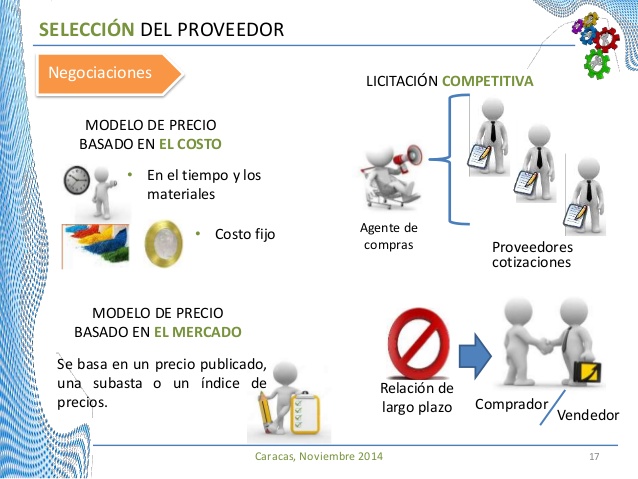 SELECCIÓN DEL PROVEEDOR
Negociaciones
MODELO DE PRECIO
BASADO EN EL COSTO
• En el tiempo y los
materiales
• Costo fijo
MODELO DE PRECIO
BASADO EN EL MERCADO
Se basa en un precio publicado,
una subasta o un índice de
precios.
LICITACIÓN COMPETITIVA
Agente de
compras
Proveedores
cotizaciones
Relación de
largo plazo
Comprador
Vendedor
Caracas, Noviembre 2014
17